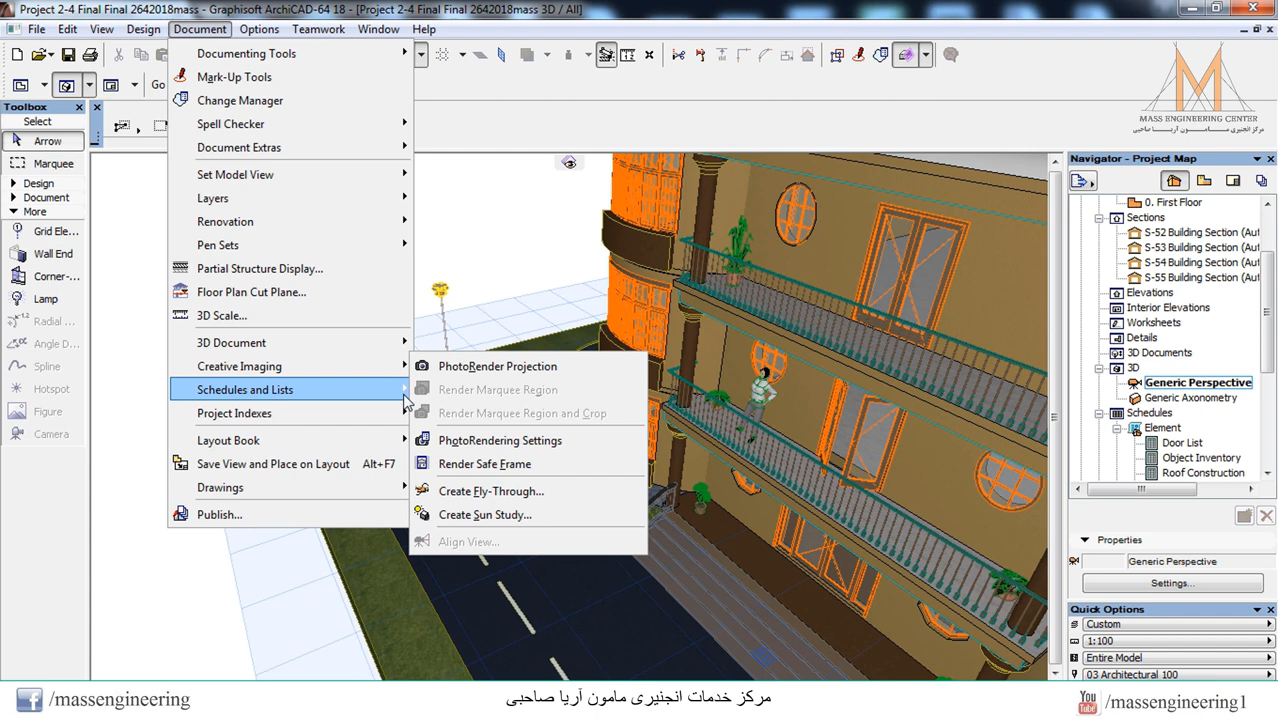 [Project 2-4 Final Final 2642018mass - Graphisoft ArchiCAD-64 18 - [Project 2-4 Final Final 2642018mass 3D / All]
File Edit View Design Document Options Teamwork Window Help
Go
Toolbox
Select
Arrow
Marquee
Design
Document
More
Grid Ele...
Wall End
Corner-...
Lamp
Radial ...
Angle D...
Spline
Hotspot
Figure
Camera
Documenting Tools
Mark-Up Tools
Change Manager
Spell Checker
Document Extras
Set Model View
Layers
Renovation
Pen Sets
Partial Structure Display...
Floor Plan Cut Plane...
3D Scale...
3D Document
Creative Imaging
Schedules and Lists
Project Indexes
Layout Book
Save View and Place on Layout Alt+F7
Drawings
Publish...
PhotoRender Projection
Render Marquee Region
Render Marquee Region and Crop
PhotoRendering Settings
Render Safe Frame
Create Fly-Through...
Create Sun Study...
Align View...
MASS ENGINEERING CENTER
مرکز انجنیری مامون آریا صاحبی
Navigator - Project Map
0. First Floor
Sections
S-52 Building Section (Aut
S-53 Building Section (Aut
S-54 Building Section (Aut
S-55 Building Section (Aut
Elevations
Interior Elevations
Worksheets
Details
3D Documents
3D
Generic Perspective
Generic Axonometry
Schedules
Element
Door List
Object Inventory
Roof Construction
Properties
Generic Perspective
Settings...
Quick Options
Custom
1:100
Entire Model
03 Architectural 100
/massengineering
مرکز خدمات انجنیری مامون آریا صاحبی
You Tube
/massengineering1